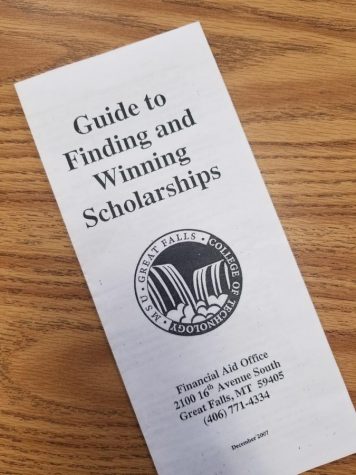 Guide to
Finding and
Winning
Scholarships
MSU · GREAT FALLS · COLLEGE OF TECHNOLOGY ·
Financial Aid Office
2100 16th Avenue South
Great Falls, MT 59405
(406) 771-4334
December 2007